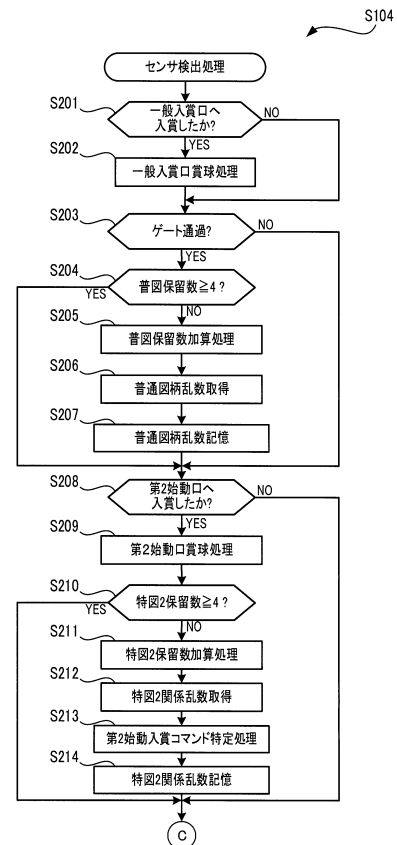 S104
センサ検出処理
S201
一般入賞口へ
入賞したか?
NO
YES
S202
一般入賞口賞球処理
S203
ゲート通過?
NO
YES
S204
普図保留数≧4?
YES
NO
S205
普図保留数加算処理
S206
普通図柄乱数取得
S207
普通図柄乱数記憶
S208
第2始動口へ
入賞したか?
NO
YES
S209
第2始動口賞球処理
S210
特図2保留数≧4?
YES
NO
S211
特図2保留数加算処理
S212
特図2関係乱数取得
S213
第2始動入賞コマンド特定処理
S214
特図2関係乱数記憶
C